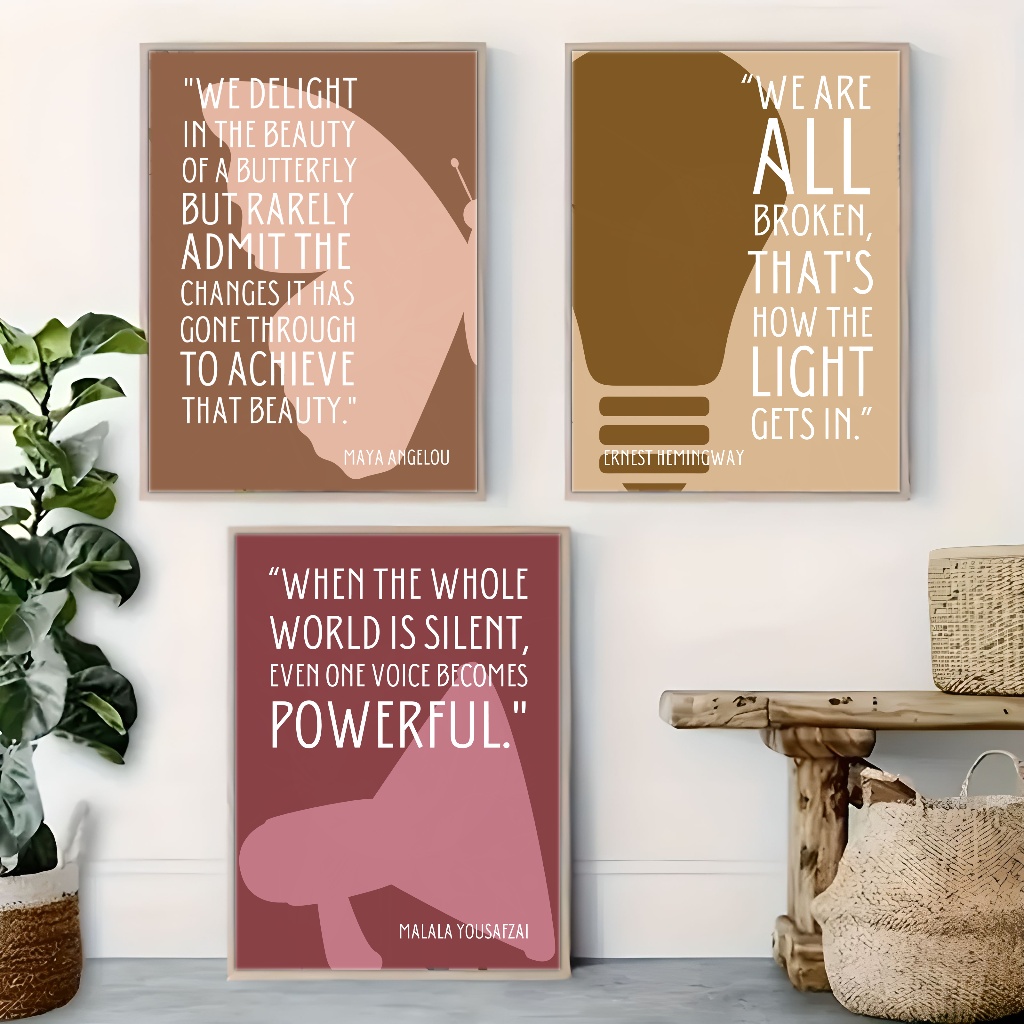 "WE DELIGHT
IN THE BEAUTY
OF A BUTTERFLY
BUT RARELY
ADMIT THE
CHANGES IT HAS
GONE THROUGH
TO ACHIEVE
THAT BEAUTY."
MAYA ANGELOU
“WE ARE
ALL
BROKEN,
THAT'S
HOW THE
LIGHT
GETS IN.”
ERNEST HEMINGWAY
“WHEN THE WHOLE
WORLD IS SILENT,
EVEN ONE VOICE BECOMES
POWERFUL."
MALALA YOUSAFZAI